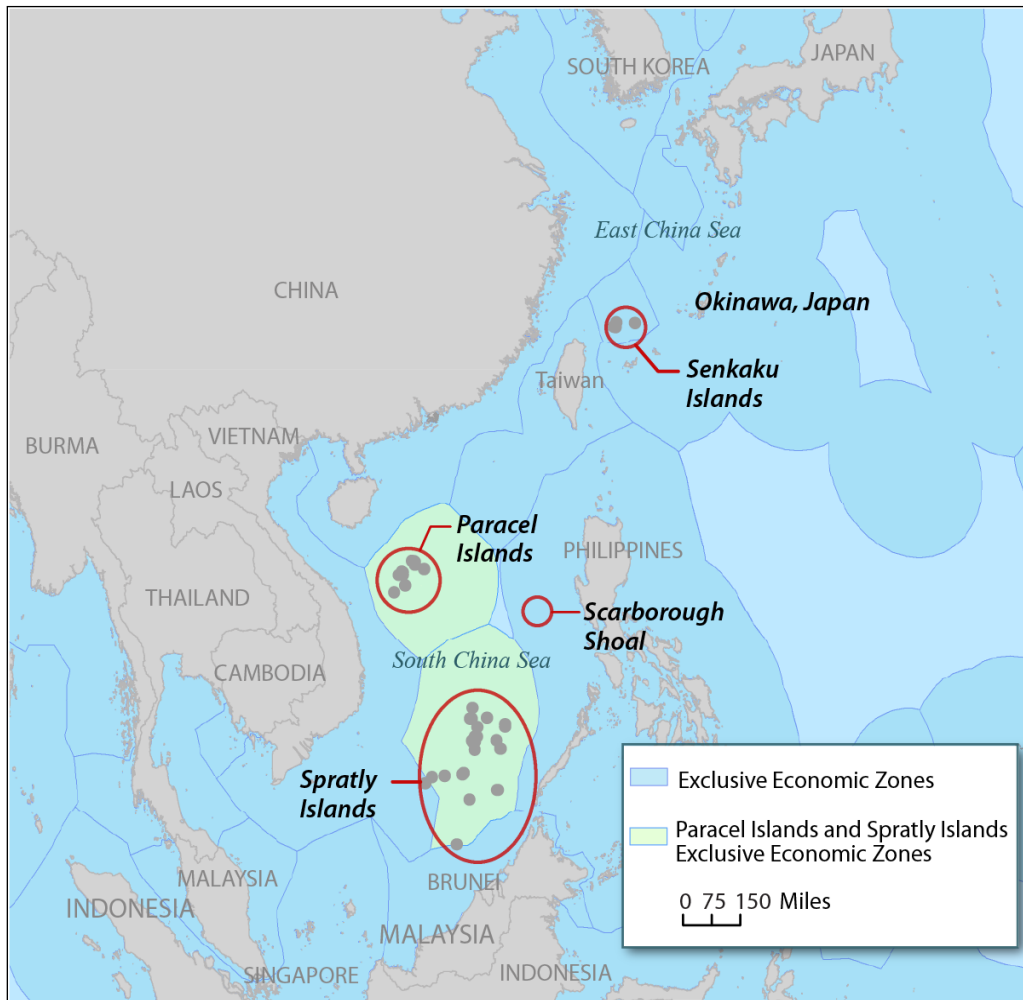 SOUTH KOREA
JAPAN
East China Sea
CHINA
Okinawa, Japan
Senkaku
Islands
Taiwan
BURMA
VIETNAM
LAOS
Paracel
Islands
PHILIPPINES
THAILAND
Scarborough
Shoal
CAMBODIA
South China Sea
Spratly
Islands
Exclusive Economic Zones
Paracel Islands and Spratly Islands
Exclusive Economic Zones
0 75 150 Miles
MALAYSIA
BRUNEI
INDONESIA
MALAYSIA
SINGAPORE
INDONESIA